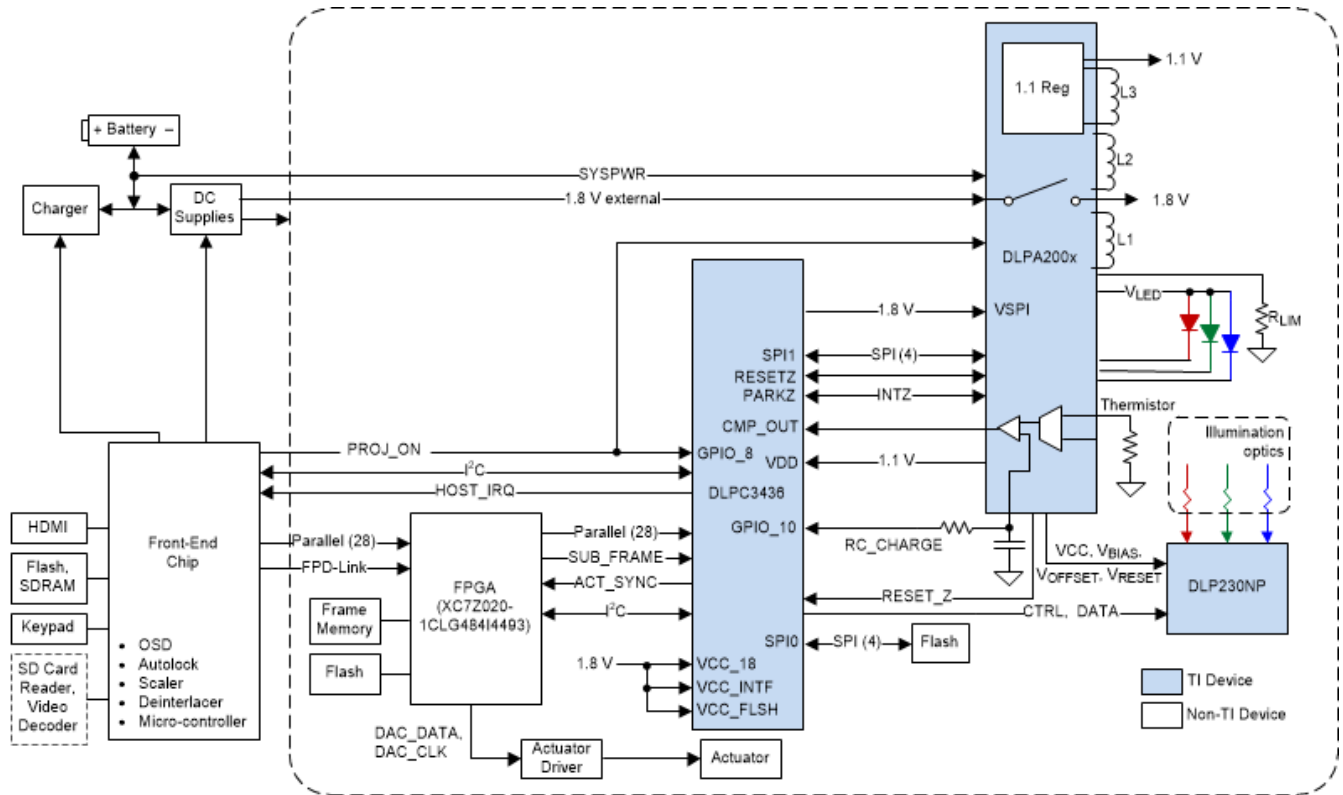 1.1 V
1.1 Reg
L3
+ Battery –
L2
SYSPWR
Charger
DC
Supplies
1.8 V external
1.8 V
L1
DLPA200x
VLED
1.8 V
VSPI
RLIM
SPI1
SPI (4)
RESETZ
PARKZ
INTZ
Thermistor
CMP_OUT
Illumination
optics
PROJ_ON
GPIO_8
VDD
1.1 V
I2C
HOST_IRQ
DLPC3436
HDMI
Front-End
Chip
Parallel (28)
Parallel (28)
GPIO_10
RC_CHARGE
FPD-Link
SUB_FRAME
VCC, VBIAS,
VOFFSET, VRESET
Flash,
SDRAM
FPGA
(XC7Z020-
1CLG484I4493)
ACT_SYNC
DLP230NP
Frame
Memory
I2C
RESET_Z
CTRL, DATA
Keypad
SPI0
SPI (4)
Flash
• OSD
• Autolock
• Scaler
• Deinterlacer
• Micro-controller
SD Card
Reader,
Video
Decoder
Flash
1.8 V
VCC_18
VCC_INTF
VCC_FLSH
TI Device
Non-TI Device
DAC_DATA,
DAC_CLK
Actuator
Driver
Actuator